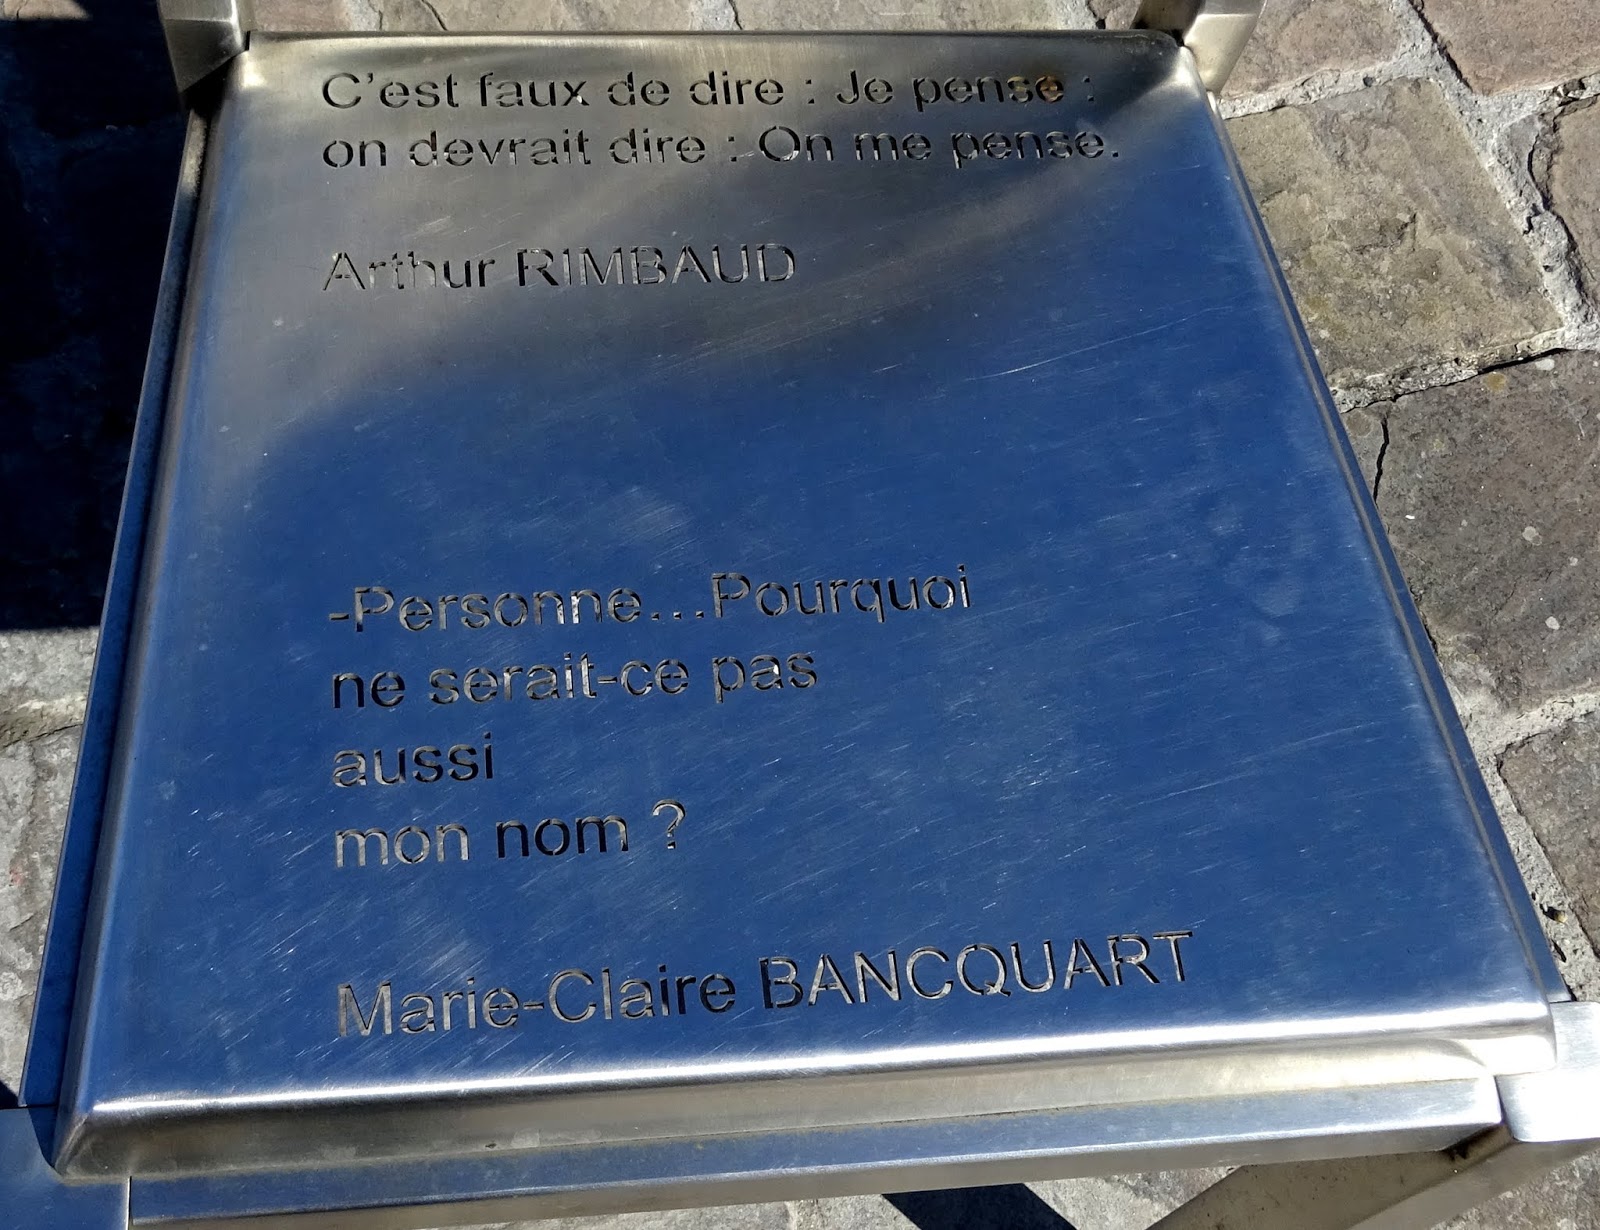 C'est faux de dire : Je pense :
on devrait dire : On me pense.
Arthur RIMBAUD
-Personne...Pourquoi
ne serait-ce pas
aussi
mon nom ?
Marie-Claire BANCQUART